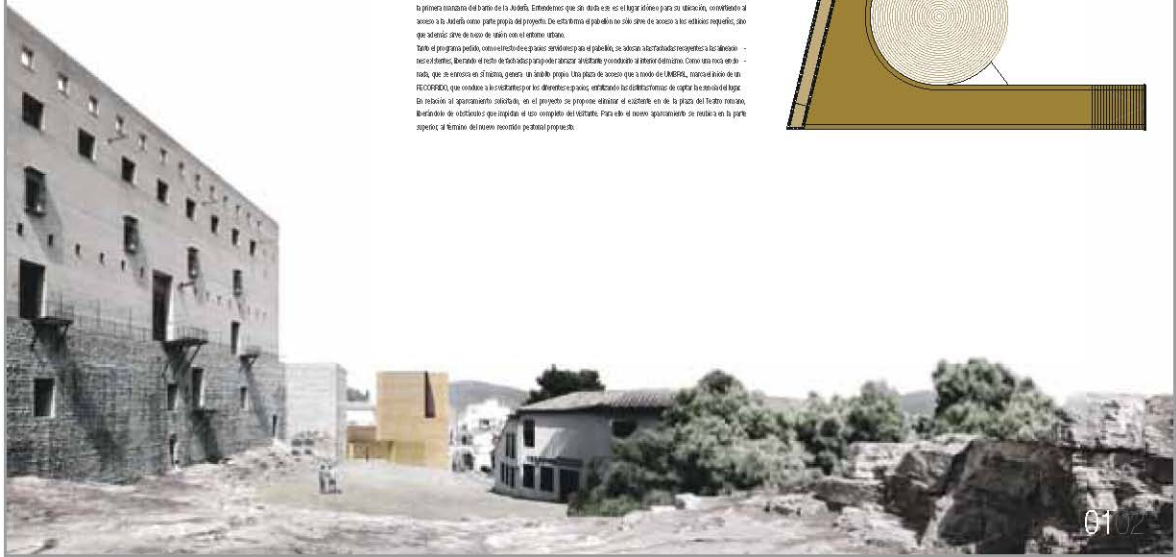 la primera manzana del barrio de la Judería. Entendemos que sin duda ese es el lugar idóneo para su ubicación, convirtiendo al
acceso a la Judería como parte propia del proyecto. De esta forma el pabellón no sólo sirve de acceso a los edificios requeridos, sino
que además sirve de nexo de unión con el entorno urbano.
Tanto el programa pedido, como el resto de espacios servidores para el pabellón, se adosan a las fachadas recayentes a las alineacio -
nes existentes, liberando el resto de fachadas para poder abrazar al visitante y conducirlo al interior del mismo. Como una roca
nada, que se enrosca en sí misma, genera un ámbito propio. Una plaza de acceso que a modo de UMBRAL, marca el inicio de un
RECORRIDO, que conduce a los visitantes por los diferentes espacios, enfatizando las distintas formas de captar la esencia del lugar.
En relación al aparcamiento solicitado, en el proyecto se propone eliminar el existente en de la plaza del Teatro romano,
liberándolo de obstáculos que impidan el uso completo del visitante. Para ello el nuevo aparcamiento se reubica en la parte
superior, al término del nuevo recorrido peatonal propuesto.
0102